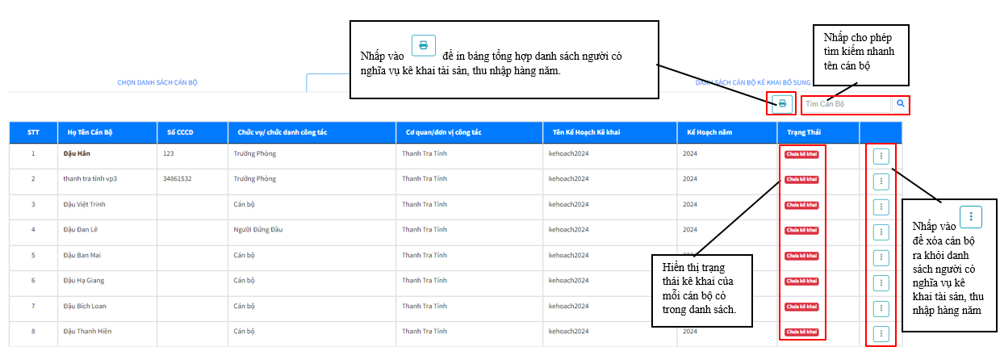 Nhấp vào để in bảng tổng hợp danh sách người có
nghĩa vụ kê khai tài sản, thu nhập hàng năm.
Nhấp cho phép
tìm kiếm nhanh
tên cán bộ
CHỌN DANH SÁCH CÁN BỘ
DANH SÁCH CÁN BỘ KÊ KHAI BỔ SUNG
Tìm Cán Bộ
STT Họ Tên Cán Bộ Số CCCD Chức vụ/ chức danh công tác Cơ quan/đơn vị công tác Tên Kế Hoạch Kê khai Kế Hoạch năm Trạng Thái
1 Đậu Hân 123 Trưởng Phòng Thanh Tra Tỉnh kehoach2024 2024 Chưa kê khai
2 thanh tra tỉnh vp3 34861532 Trưởng Phòng Thanh Tra Tỉnh kehoach2024 2024 Chưa kê khai
3 Đậu Việt Trinh Cán bộ Thanh Tra Tỉnh kehoach2024 2024 Chưa kê khai
4 Đậu Đan Lê Người Đứng Đầu Thanh Tra Tỉnh kehoach2024 2024 Chưa kê khai
5 Đậu Ban Mai Cán bộ Thanh Tra Tỉnh kehoach2024 Chưa kê khai
6 Đậu Hạ Giang Cán bộ Thanh Tra Tỉnh kehoach2024 Chưa kê khai
7 Đậu Bích Loan Cán bộ Thanh Tra Tỉnh kehoach2024 Chưa kê khai
8 Đậu Thanh Hiền Cán bộ Thanh Tra Tỉnh kehoach2024 2024 Chưa kê khai
Hiển thị trạng
thái kê khai của
mỗi cán bộ có
trong danh sách.
Nhấp vào
để xóa cán bộ
ra khỏi danh
sách người có
nghĩa vụ kê
khai tài sản, thu
nhập hàng năm